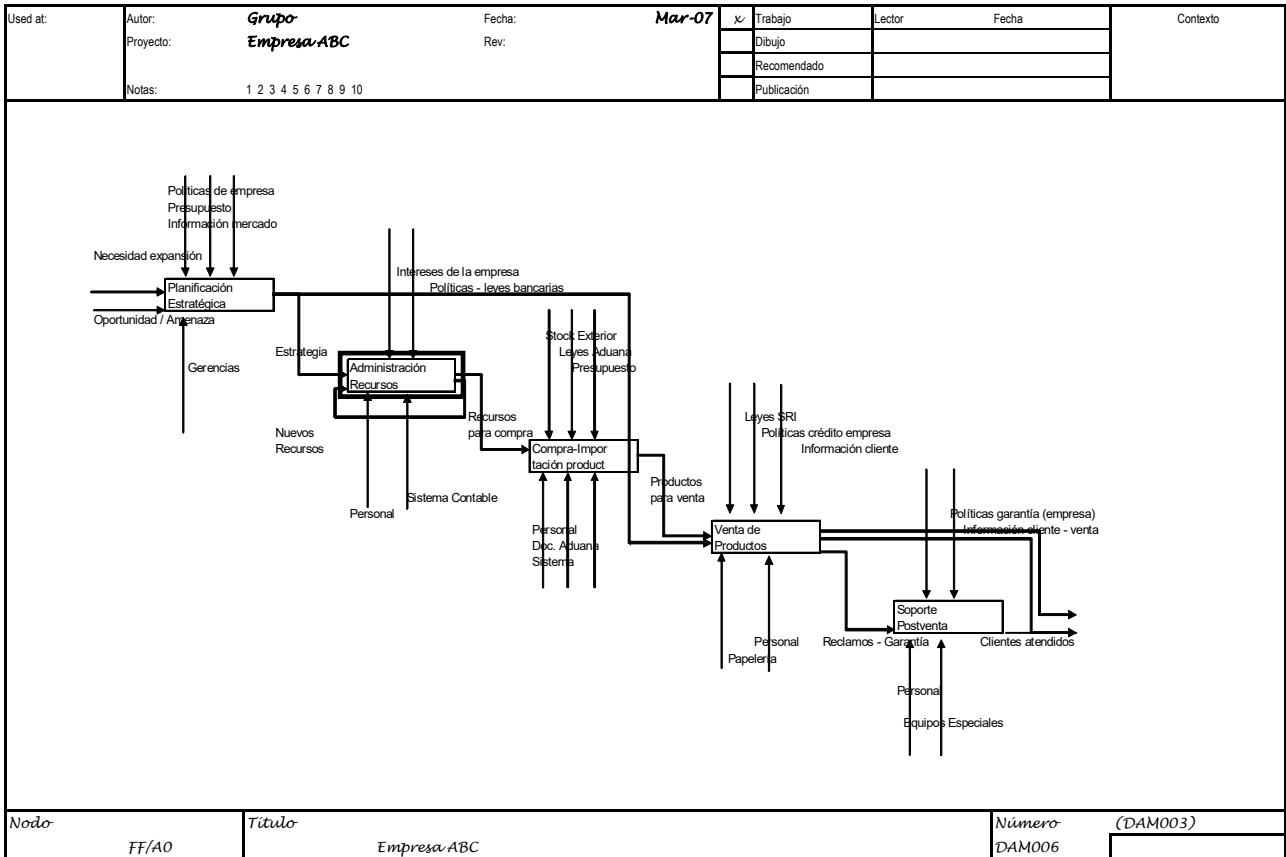 Used at:
Autor:
Grupo
Fecha:
Mar-07
x
Trabajo
Lector
Fecha
Contexto
Proyecto:
Empresa ABC
Rev:
Dibujo
Recomendado
Notas:
1 2 3 4 5 6 7 8 9 10
Publicación
Políticas de empresa
Presupuesto
Información mercado
Necesidad expansión
Planificación
Estratégica
Oportunidad / Amenaza
Gerencias
Intereses de la empresa
Políticas - leyes bancarias
Estrategia
Administración
Recursos
Nuevos
Recursos
Personal
Sistema Contable
Recursos
para compra
Stock Exterior
Leyes Aduana
Presupuesto
Compra-Impor
tación product
Personal
Doc. Aduana
Sistema
Productos
para venta
Leyes SRI
Políticas crédito empresa
Información cliente
Venta de
Productos
Personal
Papelería
Reclamos - Garantía
Políticas garantía (empresa)
Información cliente - venta
Soporte
Postventa
Clientes atendidos
Personal
Equipos Especiales
Nodo
FF/A0
Título
Empresa ABC
Número
DAM006
(DAM003)